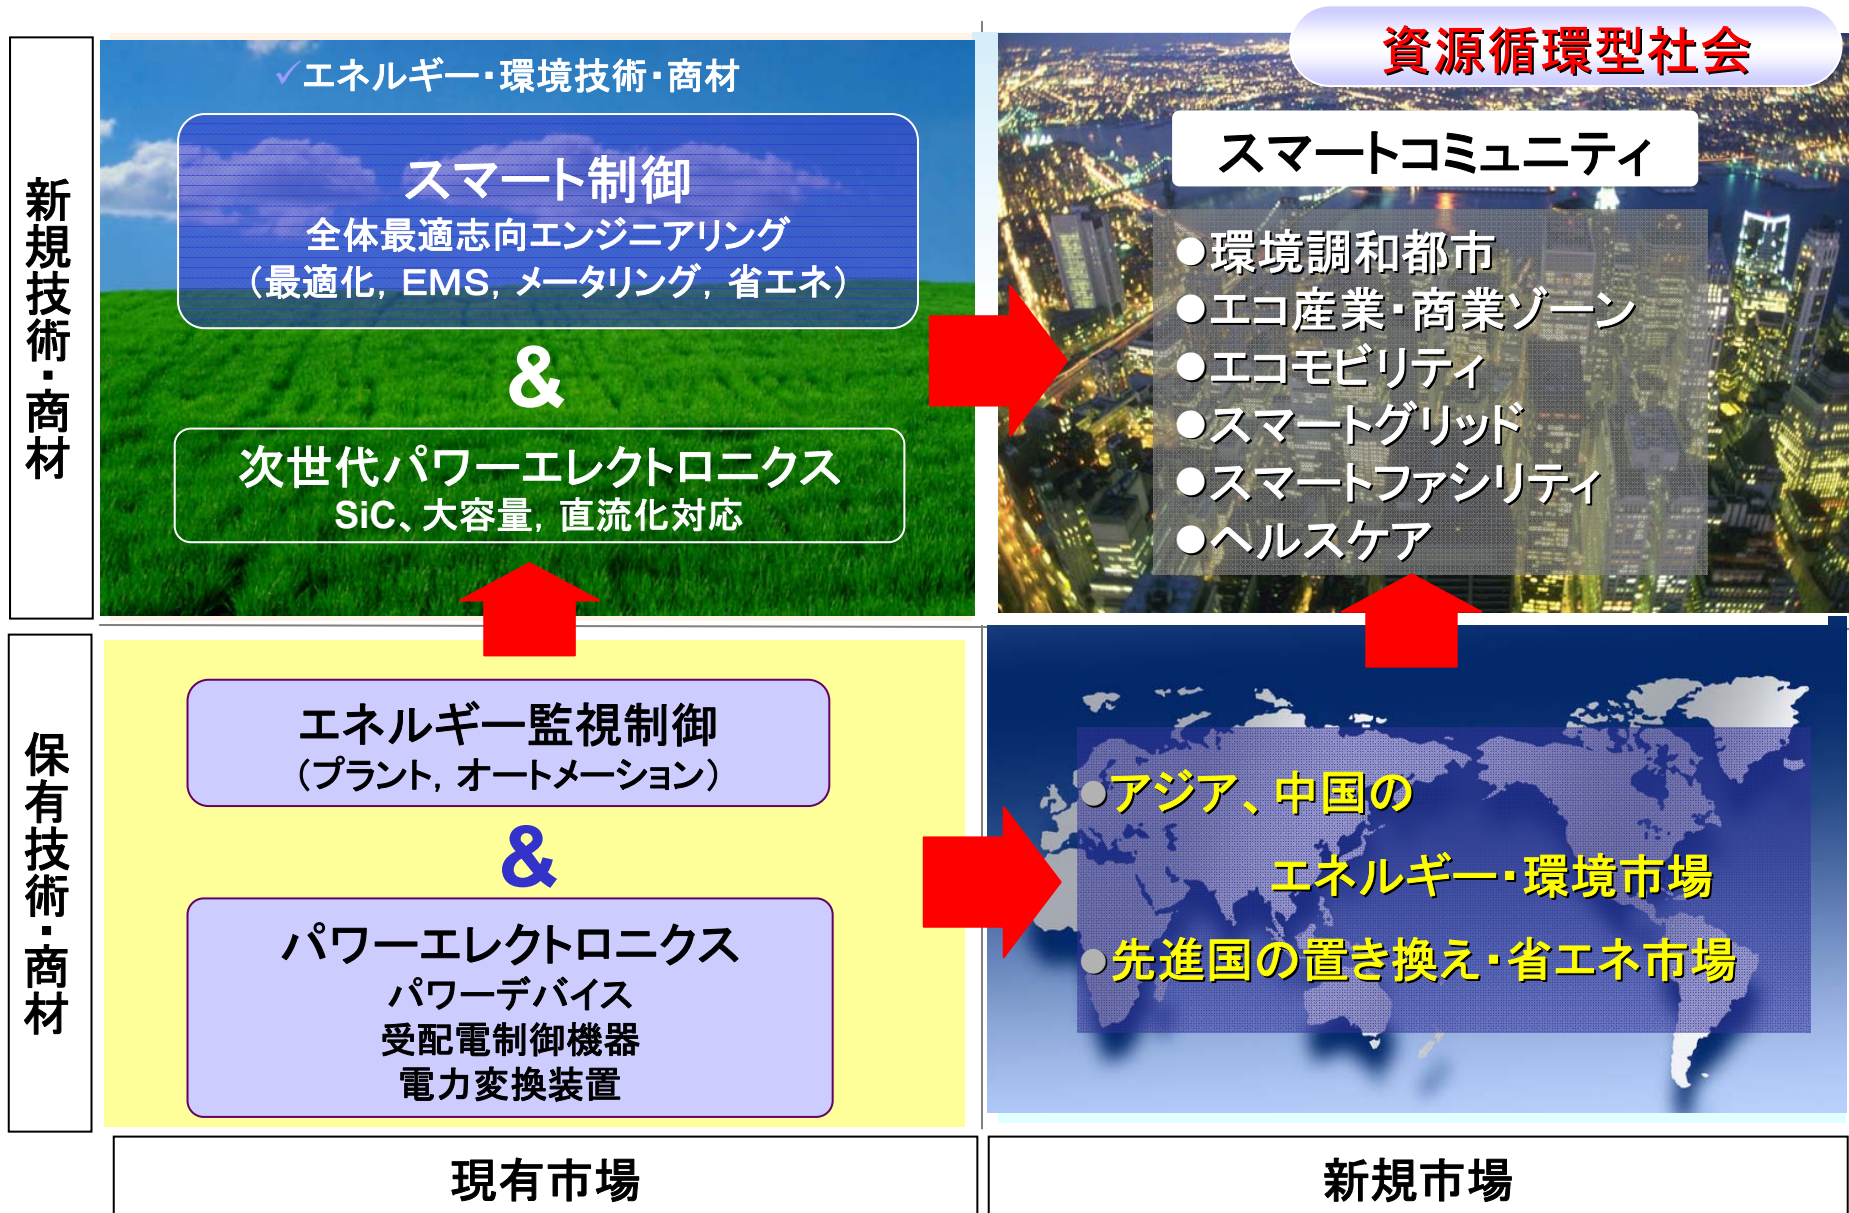 資源循環型社会
新規技術・商材
✓エネルギー・環境技術・商材
スマート制御
全体最適志向エンジニアリング
（最適化, EMS, メータリング, 省エネ）
&
次世代パワーエレクトロニクス
SiC、大容量, 直流化対応
スマートコミュニティ
●環境調和都市
●エコ産業・商業ゾーン
●エコモビリティ
●スマートグリッド
●スマートファシリティ
●ヘルスケア
保有技術・商材
エネルギー監視制御
（プラント, オートメーション）
&
パワーエレクトロニクス
パワーデバイス
受配電制御機器
電力変換装置
●アジア、中国の
エネルギー・環境市場
●先進国の置き換え・省エネ市場
現有市場
新規市場